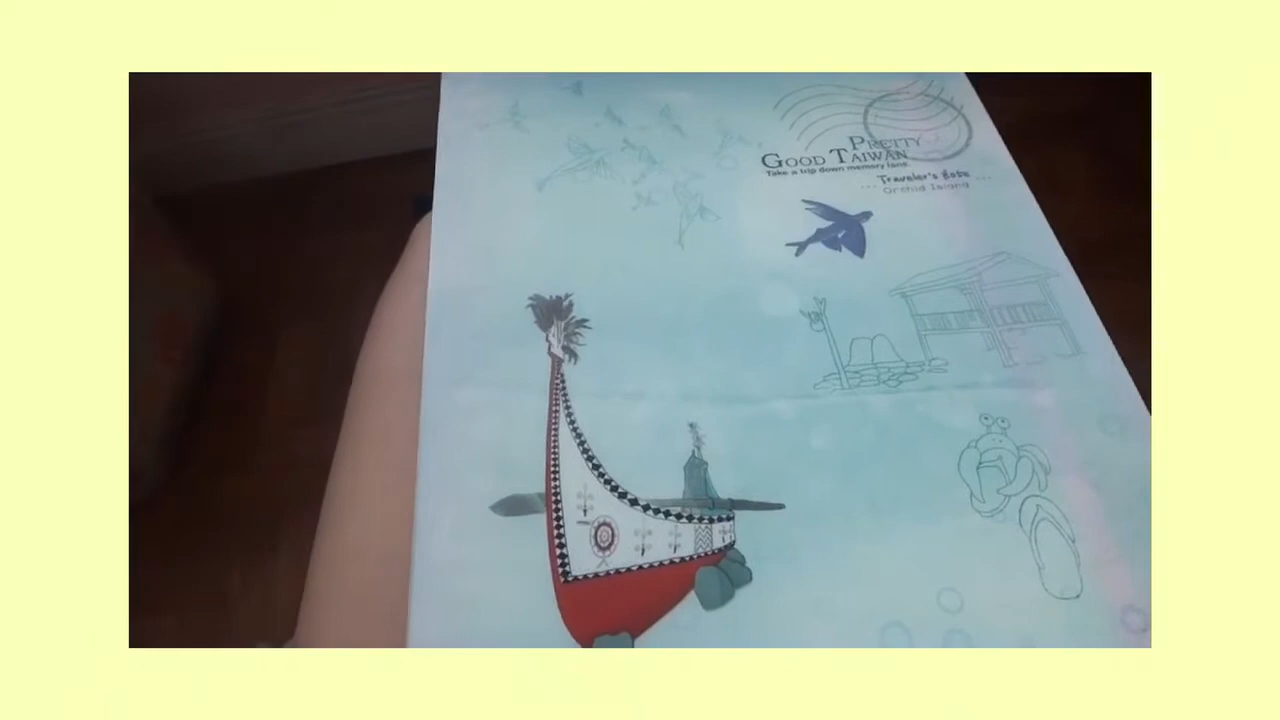 PRETTY
GOOD TAIWAN
Take a trip down memory lane
Traveler's Note
Orchid Island